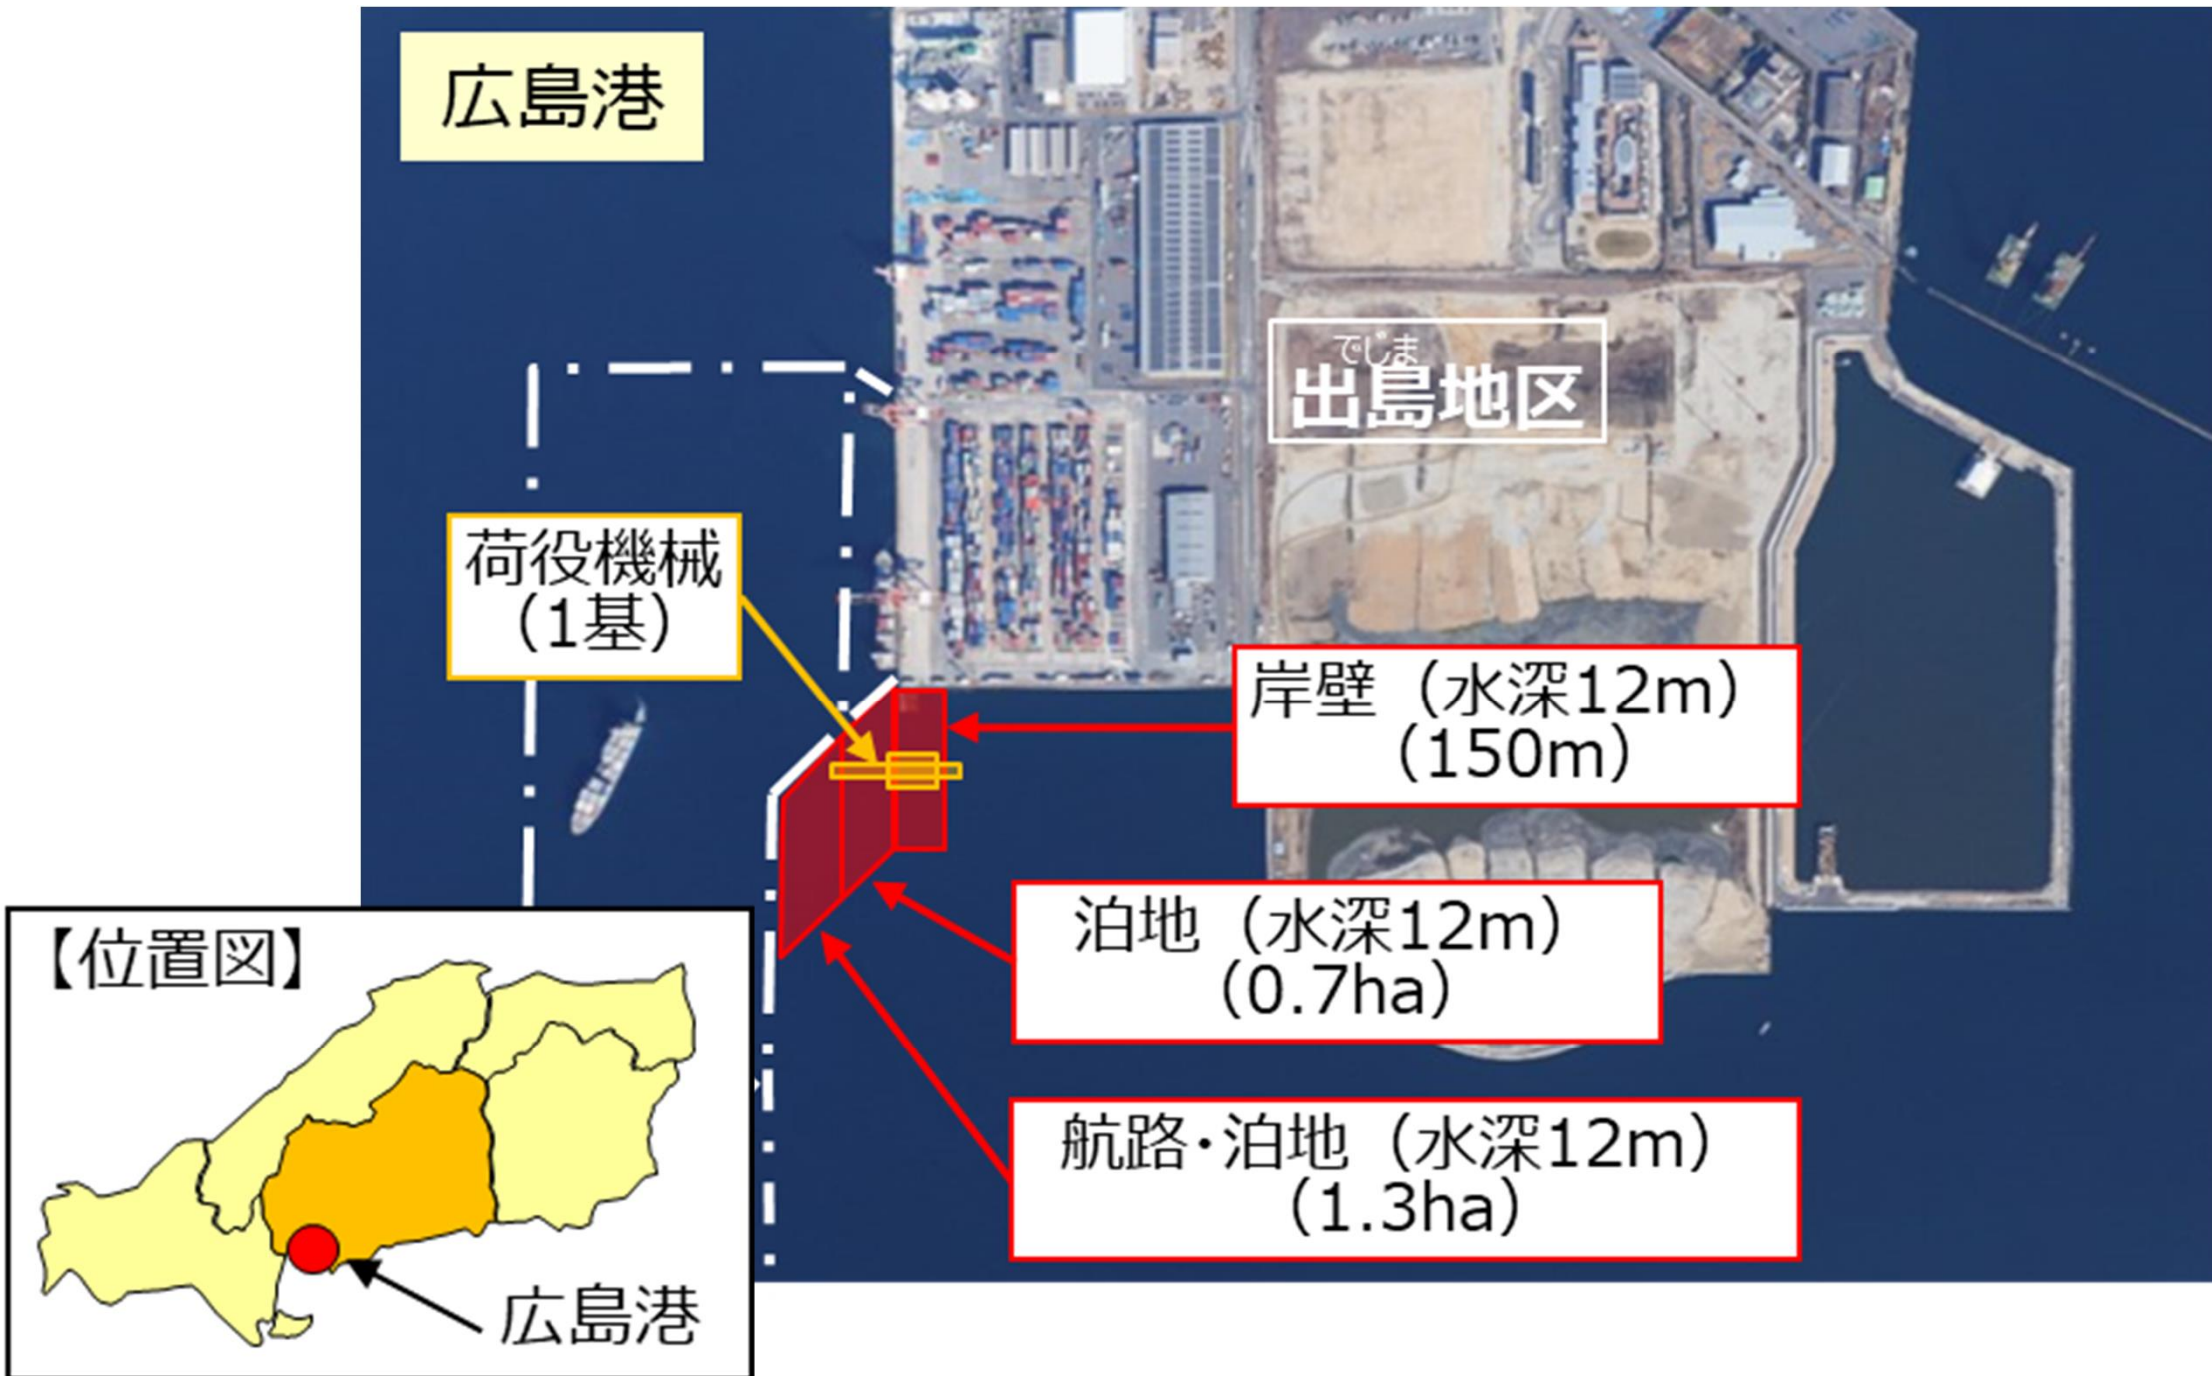 広島港
でじま
出島地区
荷役機械
（1基）
岸壁（水深12m）
（150m）
泊地（水深12m）
（0.7ha）
航路・泊地（水深12m）
（1.3ha）
【位置図】
広島港